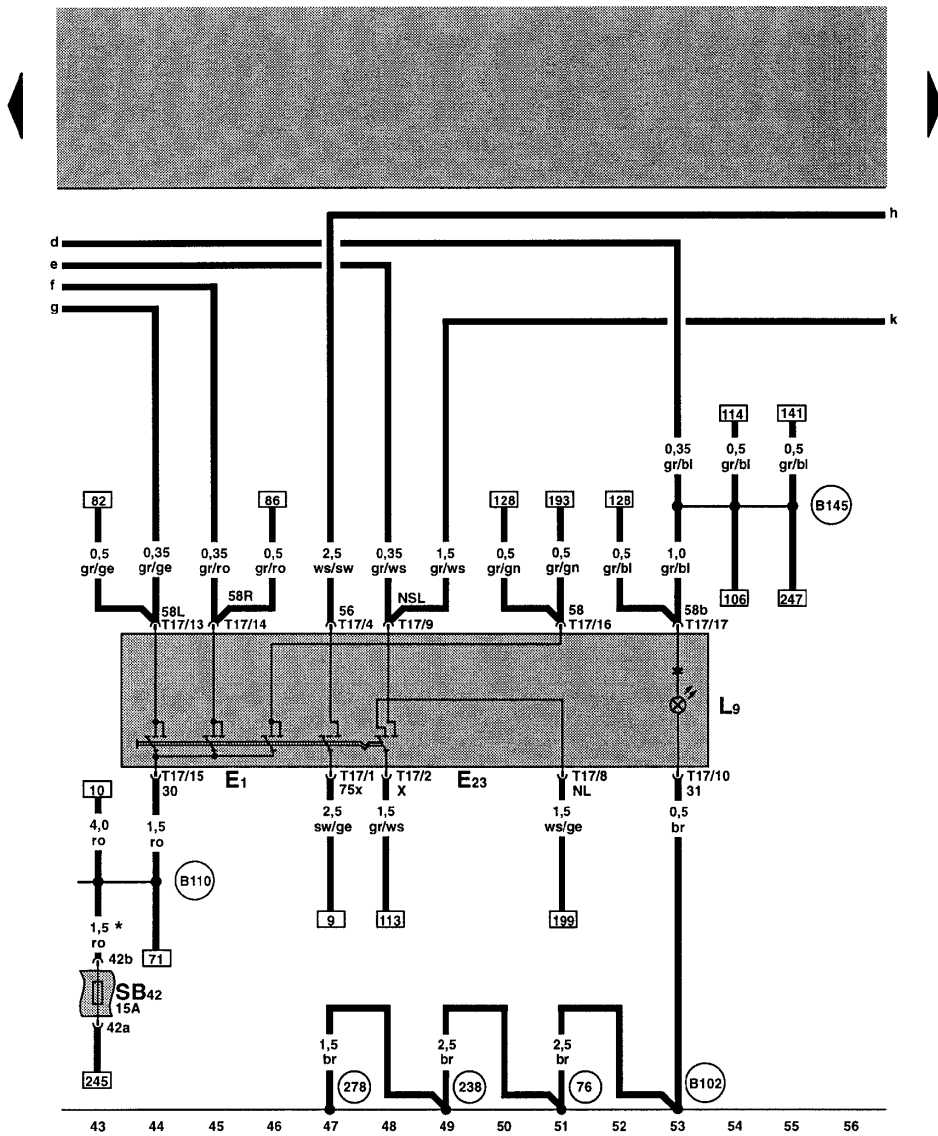 h
d
e
f
g
k
114 141
0,35 0,5 0,5
gr/bl gr/bl gr/bl
82 86 128 193 128 B145
0,5 0,35 0,35 0,5 2,5 0,35 1,5 0,5 0,5 0,5 1,0
gr/ge gr/ge gr/ro gr/ro ws/sw gr/ws gr/ws gr/gn gr/gn gr/bl gr/bl
106 247
58L 58R 56 NSL 58 58b
T17/13 T17/14 T17/4 T17/9 T17/16 T17/17
L9
T17/15 E1 T17/1 T17/2 E23 T17/8 T17/10
30 75x X NL 31
10
4,0 1,5 2,5 1,5 1,5 0,5
ro ro sw/ge gr/ws ws/ge br
B110
9 113 199
1,5 *
ro
42b 71
SB42
15A
42a
1,5 2,5 2,5
br br br
245 278 238 76 B102
43 44 45 46 47 48 49 50 51 52 53 54 55 56